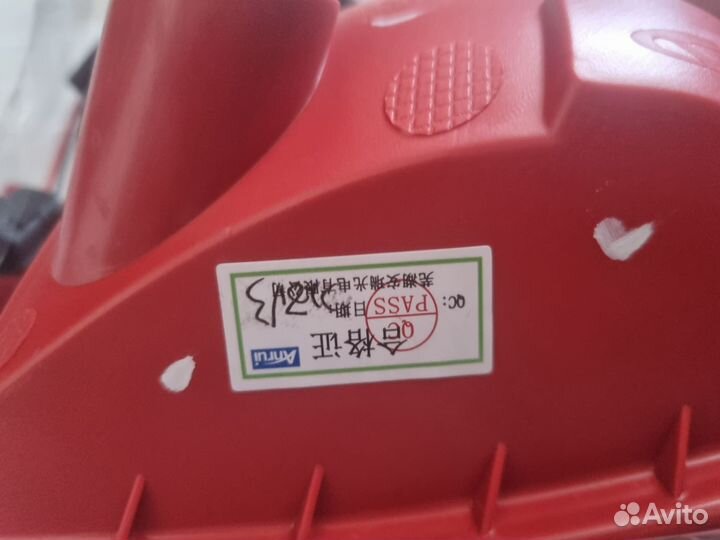 Anrui 合格证
QC: 日期:
QC
PASS
芜湖安瑞光电有限公司
Avito